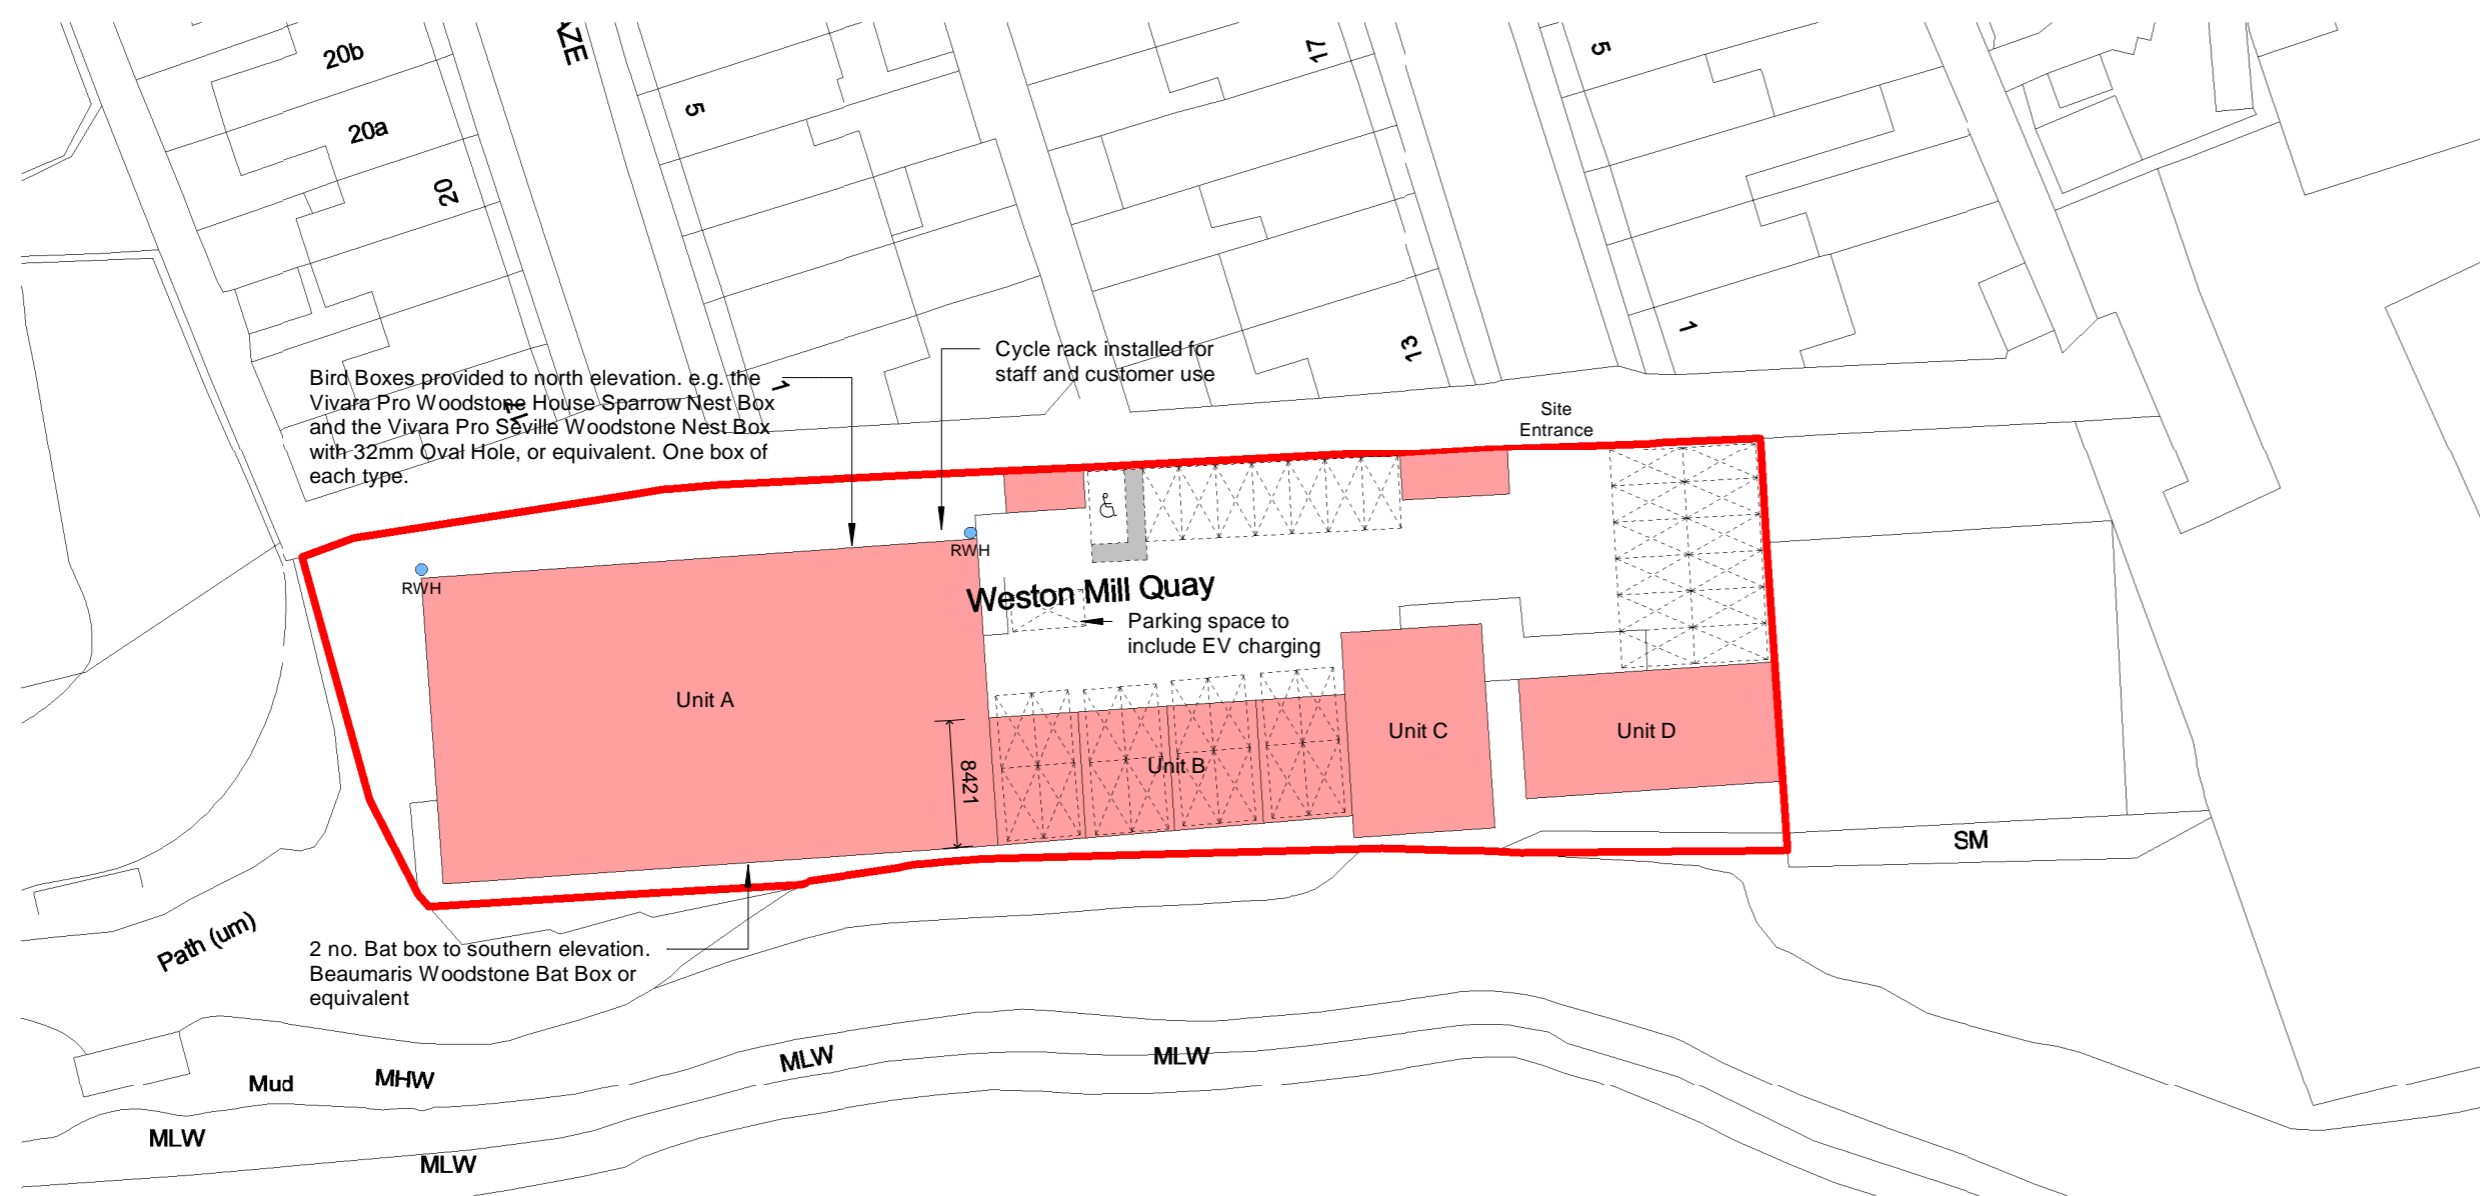 20b
AZE
17
5
5
20a
20
Cycle rack installed for
staff and customer use
1
13
Bird Boxes provided to north elevation. e.g. the
Vivara Pro Woodstone House Sparrow Nest Box
and the Vivara Pro Seville Woodstone Nest Box
with 32mm Oval Hole, or equivalent. One box of
each type.
1
17
Site
Entrance
RWH
RWH
Weston Mill Quay
Parking space to
include EV charging
Unit A
Unit B
Unit C
Unit D
8421
SM
Path (um)
2 no. Bat box to southern elevation.
Beaumaris Woodstone Bat Box or
equivalent
Mud
MHW
MLW
MLW
MLW
MLW